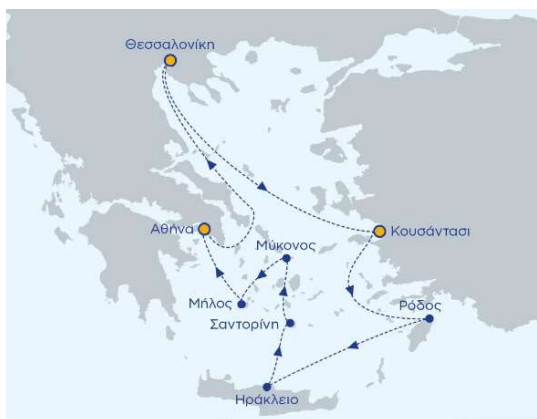 Θεσσαλονίκη
Αθήνα
Κουσάντασι
Μύκονος
Μήλος
Ρόδος
Σαντορίνη
Ηράκλειο